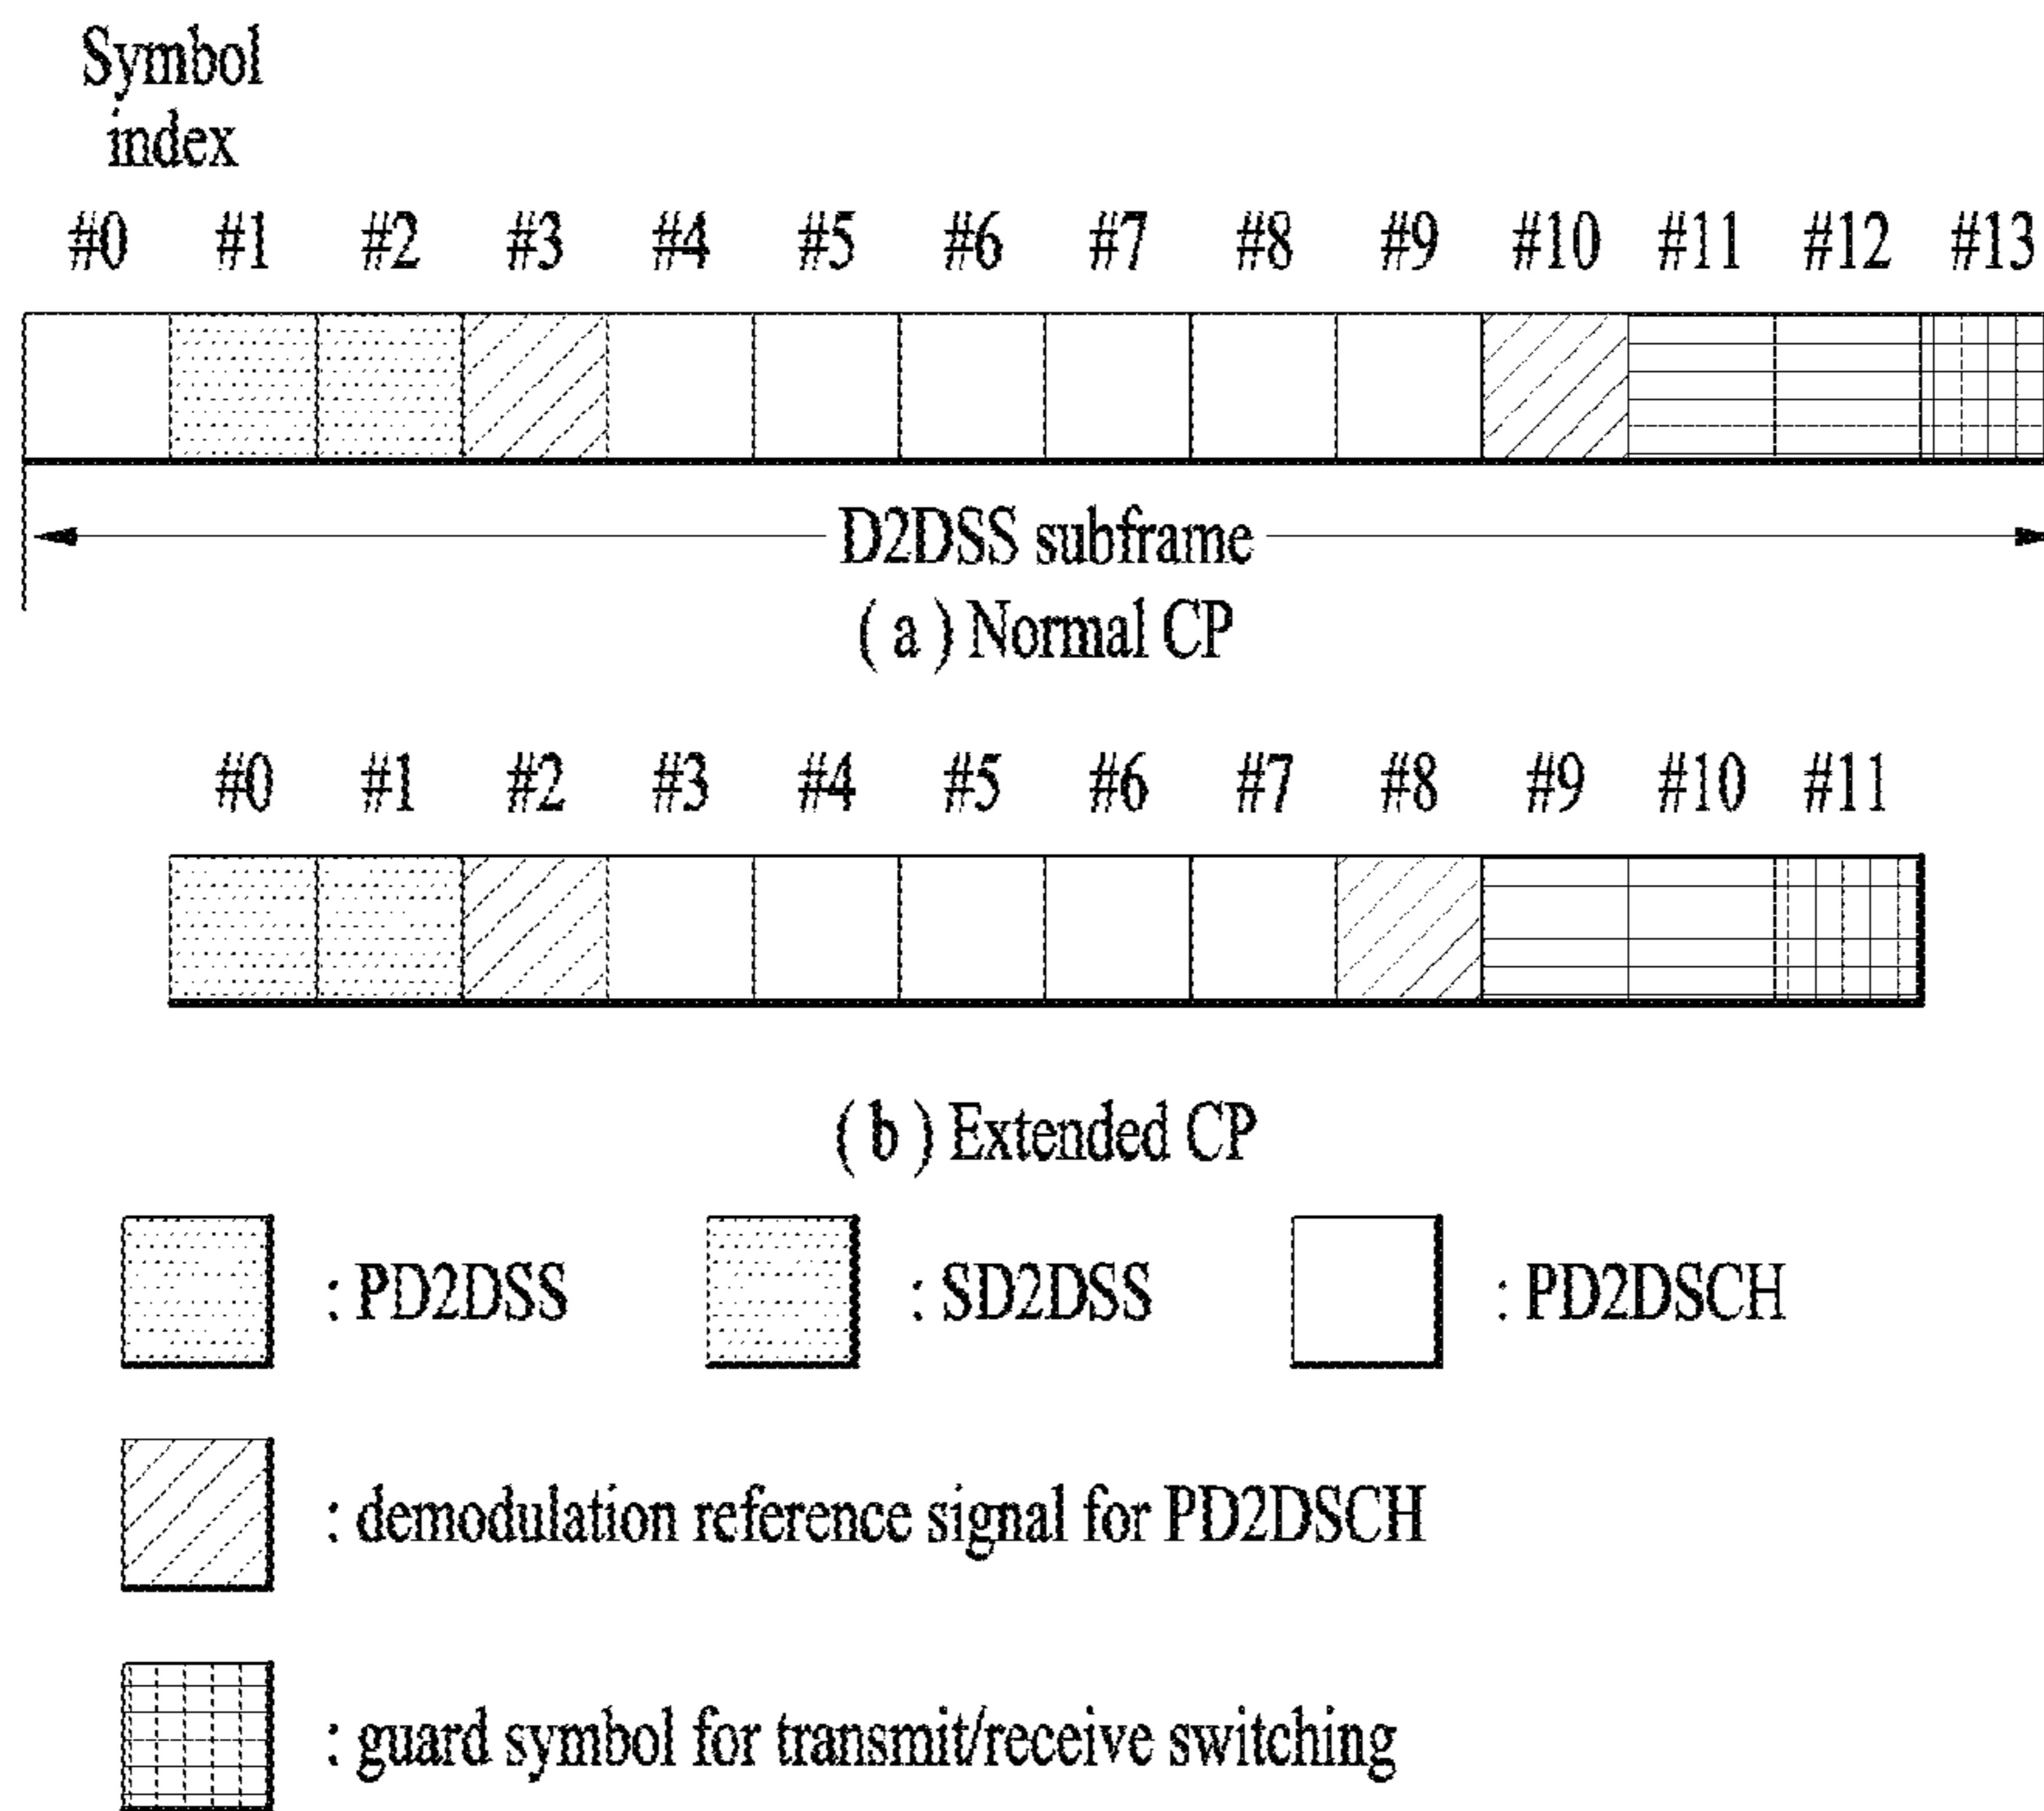 Symbol
index
#0 #1 #2 #3 #4 #5 #6 #7 #8 #9 #10 #11 #12 #13
D2DSS subframe
( a ) Normal CP
#0 #1 #2 #3 #4 #5 #6 #7 #8 #9 #10 #11
( b ) Extended CP
: PD2DSS : SD2DSS : PD2DSCH
: demodulation reference signal for PD2DSCH
: guard symbol for transmit/receive switching